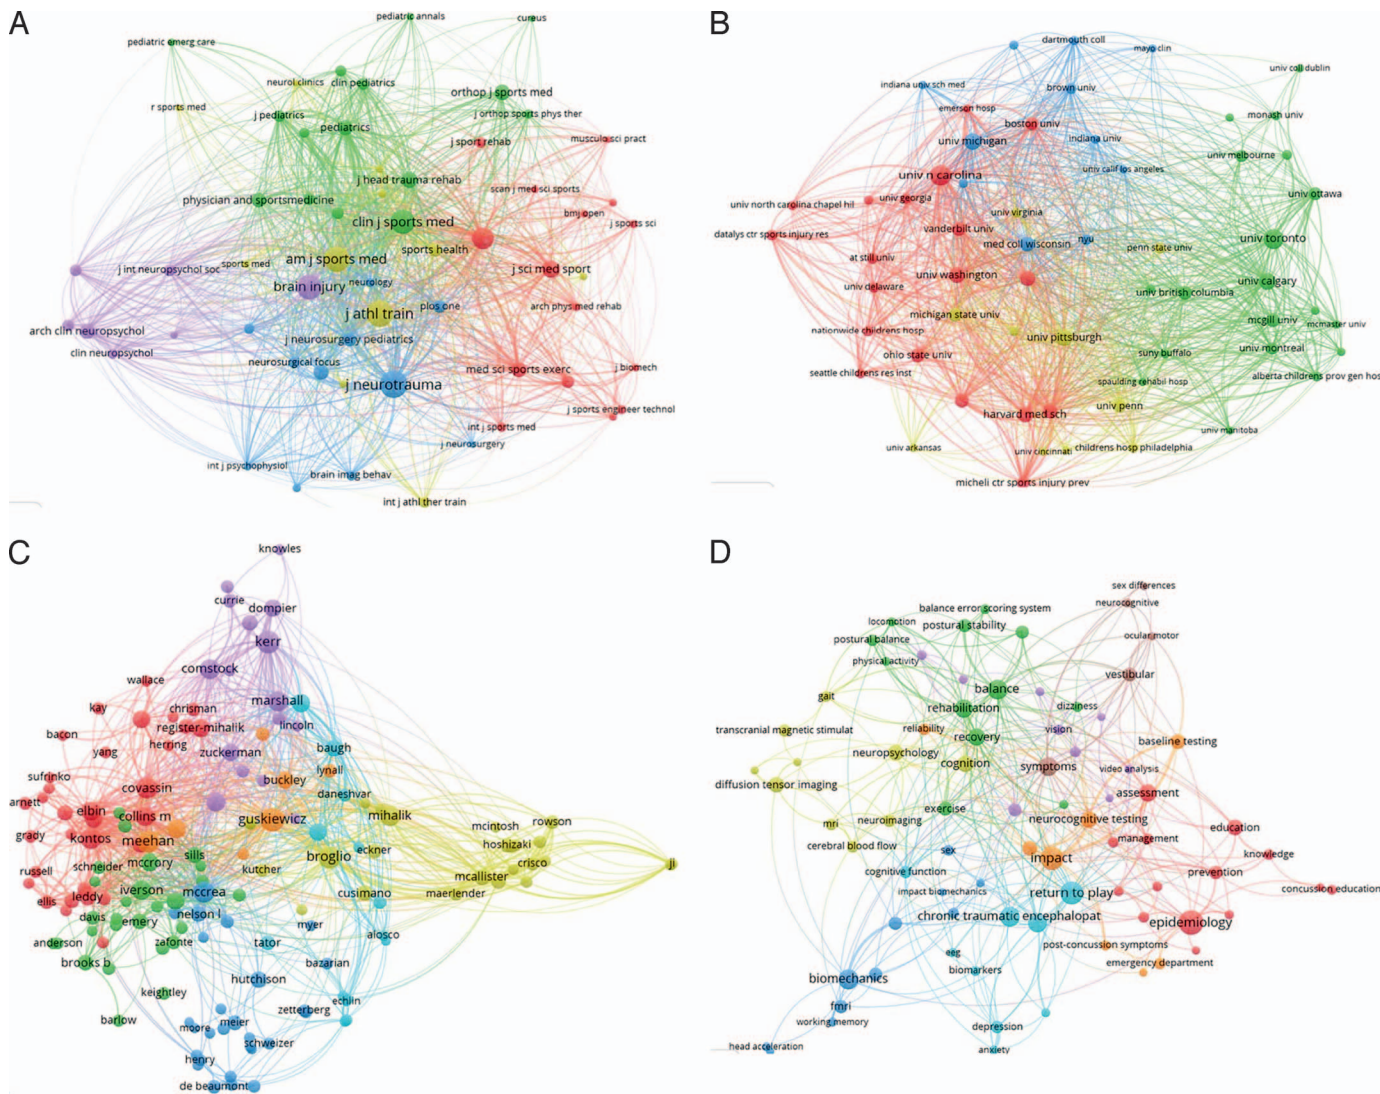 A
pediatric annals
cureus
pediatric emerg care
neurol clinics
clin pediatrics
orthop j sports med
r sports med
j pediatrics
pediatrics
j orthop sports phys ther
j sport rehab
musculo sci pract
j head trauma rehab
scan j med sci sports
physician and sportsmedicine
clin j sports med
bmj open
j sports sci
sports health
am j sports med
j int neuropsychol soc
sports med
j sci med sport
neurology
brain injury
plos one
arch phys med rehab
j athl train
arch clin neuropsychol
j neurosurgery pediatrics
clin neuropsychol
neurosurgical focus
med sci sports exerc
j biomech
j neurotrauma
j sports engineer technol
int j sports med
j neurosurgery
int j psychophysiol
brain imag behav
int j athl ther train
B
dartmouth coll
mayo clin
univ coll dublin
indiana univ sch med
brown univ
emerson hosp
boston univ
monash univ
univ michigan
indiana univ
univ melbourne
univ calif los angeles
univ n carolina
univ ottawa
univ georgia
univ north carolina chapel hil
univ virginia
datalys ctr sports injury res
vanderbilt univ
med coll wisconsin
nyu
penn state univ
univ toronto
at still univ
univ washington
univ delaware
univ british columbia
univ calgary
michigan state univ
mcgill univ
mcmaster univ
nationwide childrens hosp
univ pittsburgh
ohio state univ
suny buffalo
univ montreal
seattle childrens res inst
spaulding rehabil hosp
alberta childrens prov gen hos
univ penn
harvard med sch
univ manitoba
univ arkansas
univ cincinnati
childrens hosp philadelphia
micheli ctr sports injury prev
C
knowles
currie
dompier
kerr
comstock
wallace
marshall
kay
chrisman
register-mihalik
lincoln
bacon
herring
yang
zuckerman
baugh
lynall
sufrinko
covassin
buckley
daneshvar
arnett
elbin
collins m
guskiewicz
mihalik
grady
kontos
meehan
mcintosh
rowson
hoshizaki
sills
eckner
broglio
crisco
ji
russell
schneider
mccrory
kutcher
mcallister
maerlender
ellis
leddy
iverson
mccrea
cusimano
davis
emery
nelson l
myer
alosco
anderson
zafonte
tator
brooks b
bazarian
keightley
hutchison
echlin
zetterberg
barlow
moore
meier
schweizer
henry
de beaumont
D
sex differences
neurocognitive
balance error scoring system
locomotion
postural stability
postural balance
ocular motor
physical activity
vestibular
gait
balance
rehabilitation
dizziness
transcranial magnetic stimulat
reliability
vision
recovery
baseline testing
neuropsychology
cognition
symptoms
video analysis
diffusion tensor imaging
assessment
exercise
mri
neuroimaging
neurocognitive testing
education
cerebral blood flow
management
sex
impact
knowledge
cognitive function
prevention
impact biomechanics
return to play
concussion education
chronic traumatic encephalopat
epidemiology
post-concussion symptoms
eeg
biomarkers
emergency department
biomechanics
fmri
working memory
depression
head acceleration
anxiety